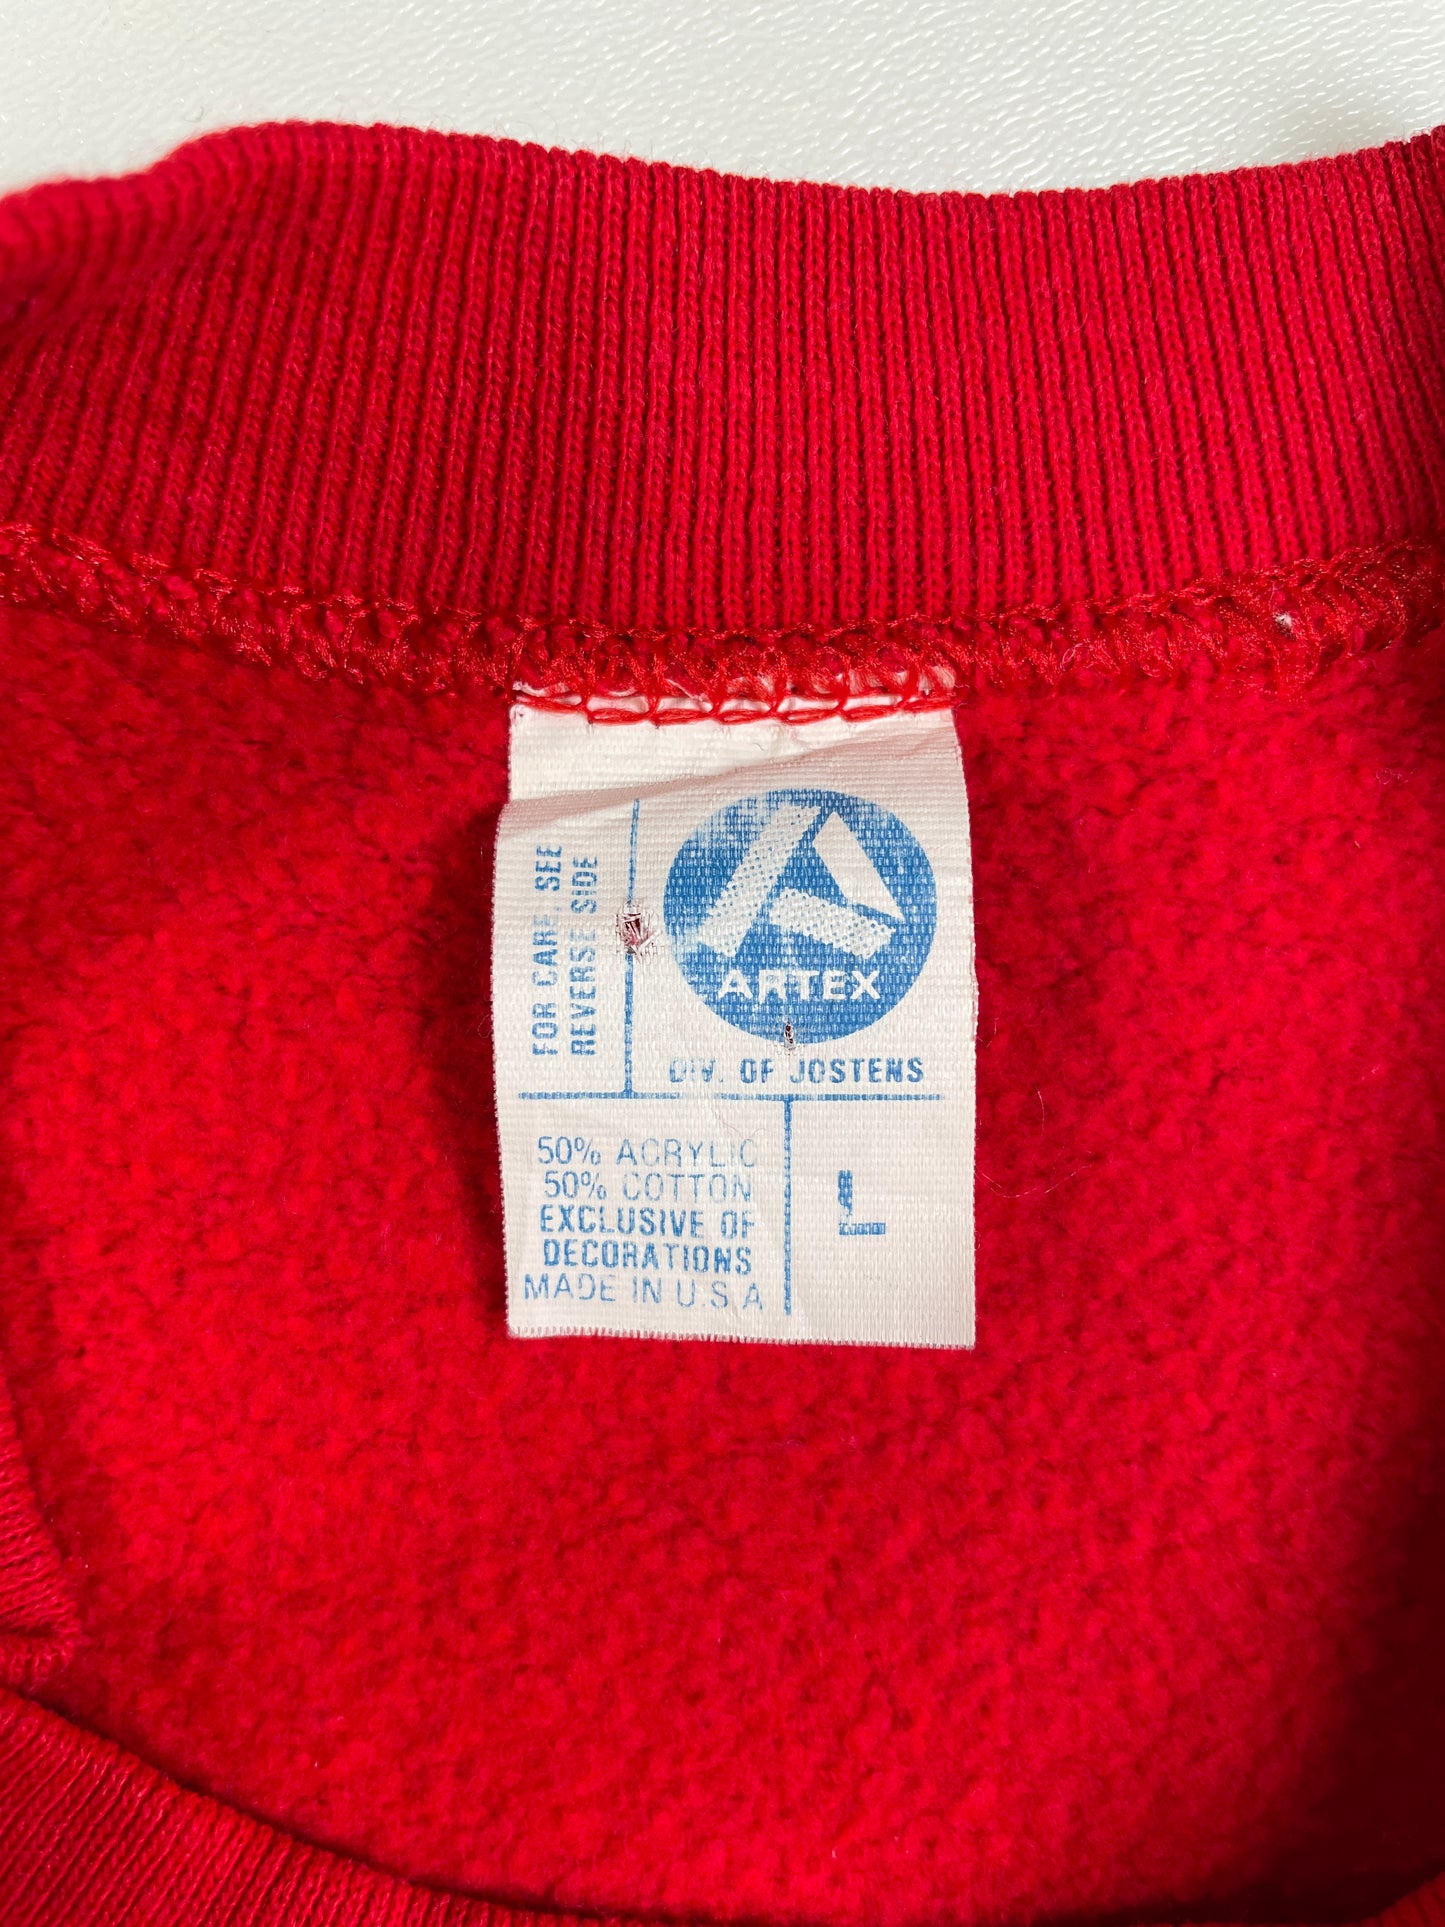 FOR CARE, SEE
REVERSE SIDE
ARTEX
DIV. OF JOSTENS
50% ACRYLIC
50% COTTON
EXCLUSIVE OF
DECORATIONS
MADE IN U.S.A
L